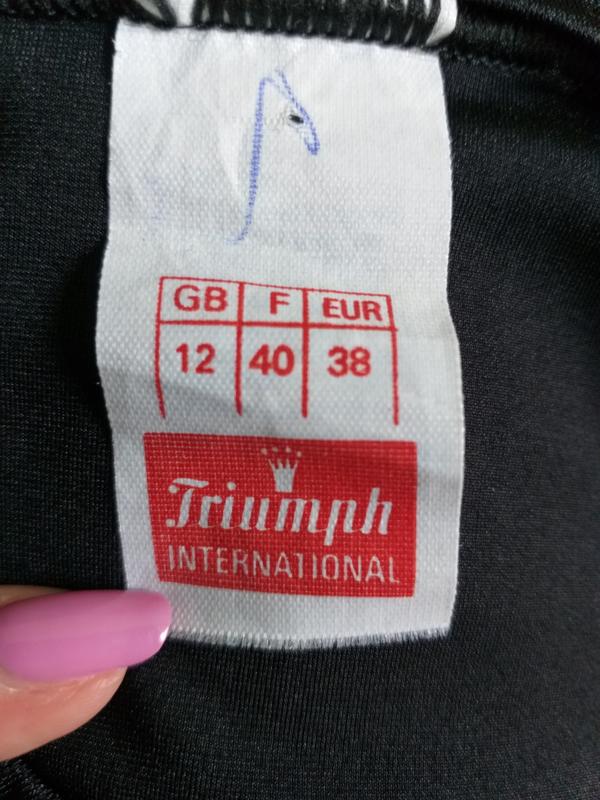 GB F EUR
12 40 38
Triumph
INTERNATIONAL